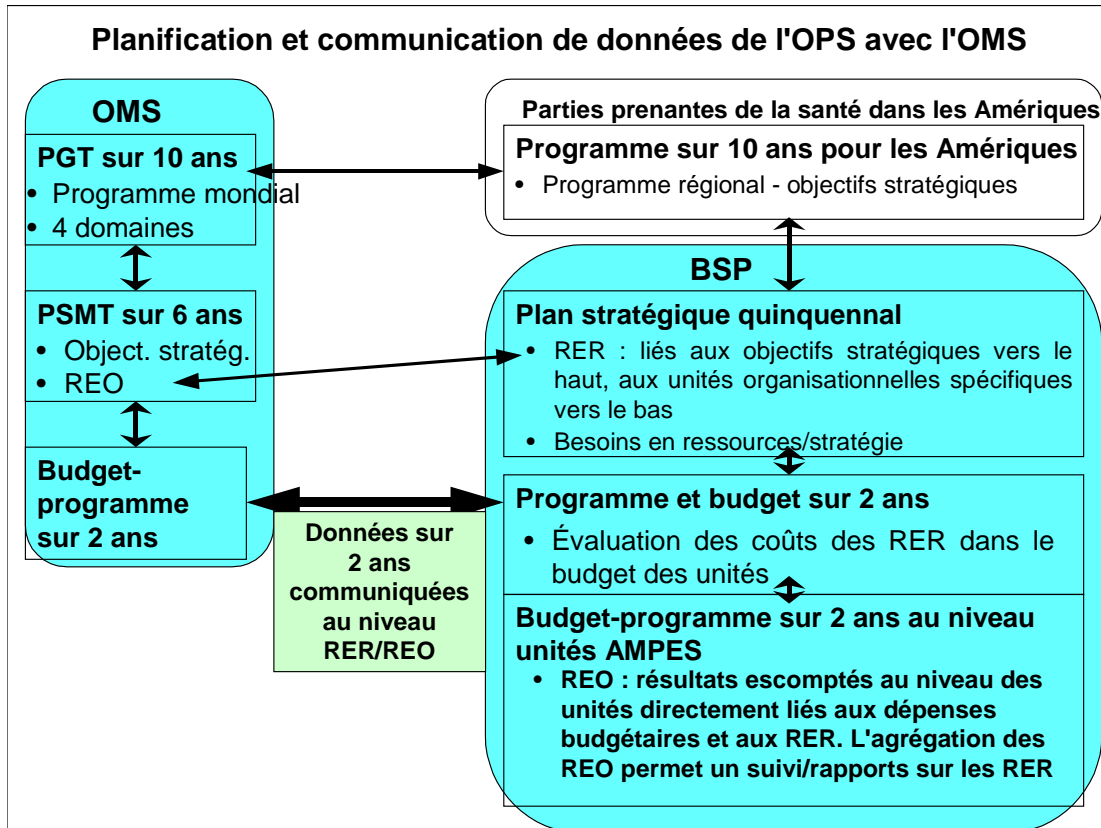 Planification et communication de données de l'OPS avec l'OMS
OMS
PGT sur 10 ans
• Programme mondial
• 4 domaines
PSMT sur 6 ans
• Object. stratég.
• REO
Budget-
programme
sur 2 ans
Données sur
2 ans
communiquées
au niveau
RER/REO
Parties prenantes de la santé dans les Amériques
Programme sur 10 ans pour les Amériques
• Programme régional - objectifs stratégiques
BSP
Plan stratégique quinquennal
• RER : liés aux objectifs stratégiques vers le
haut, aux unités organisationnelles spécifiques
vers le bas
• Besoins en ressources/stratégie
Programme et budget sur 2 ans
• Évaluation des coûts des RER dans le
budget des unités
Budget-programme sur 2 ans au niveau
unités AMPES
• REO : résultats escomptés au niveau des
unités directement liés aux dépenses
budgétaires et aux RER. L'agrégation des
REO permet un suivi/rapports sur les RER